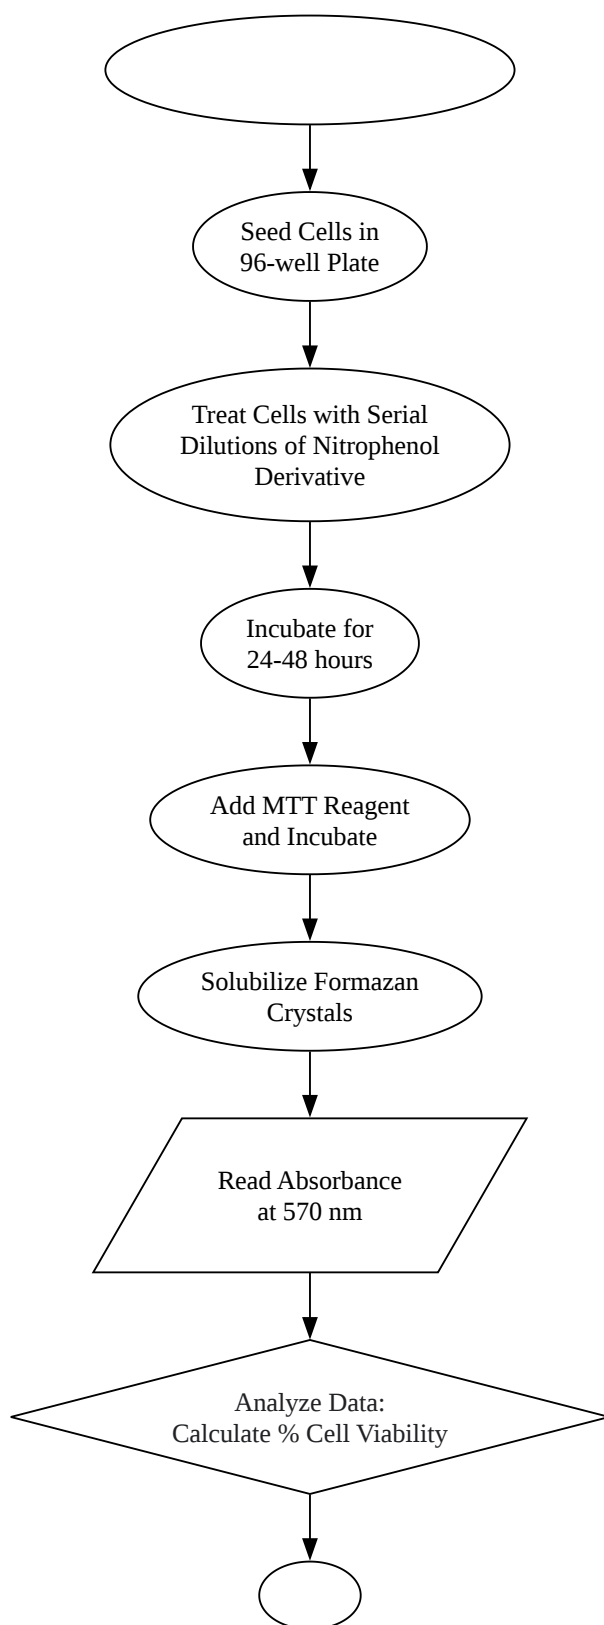 Seed Cells in
96-well Plate
Treat Cells with Serial
Dilutions of Nitrophenol
Derivative
Incubate for
24-48 hours
Add MTT Reagent
and Incubate
Solubilize Formazan
Crystals
Read Absorbance
at 570 nm
Analyze Data:
Calculate % Cell Viability